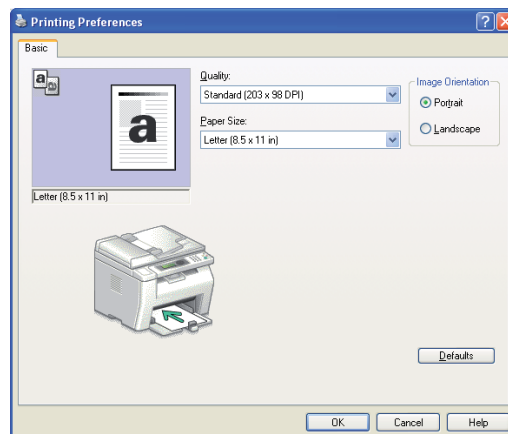 Printing Preferences
Basic
a
a
a
Letter (8.5 x 11 in)
Quality:
Standard (203 x 98 DPI)
Paper Size:
Letter (8.5 x 11 in)
Image Orientation
Portrait
Landscape
Defaults
OK
Cancel
Help